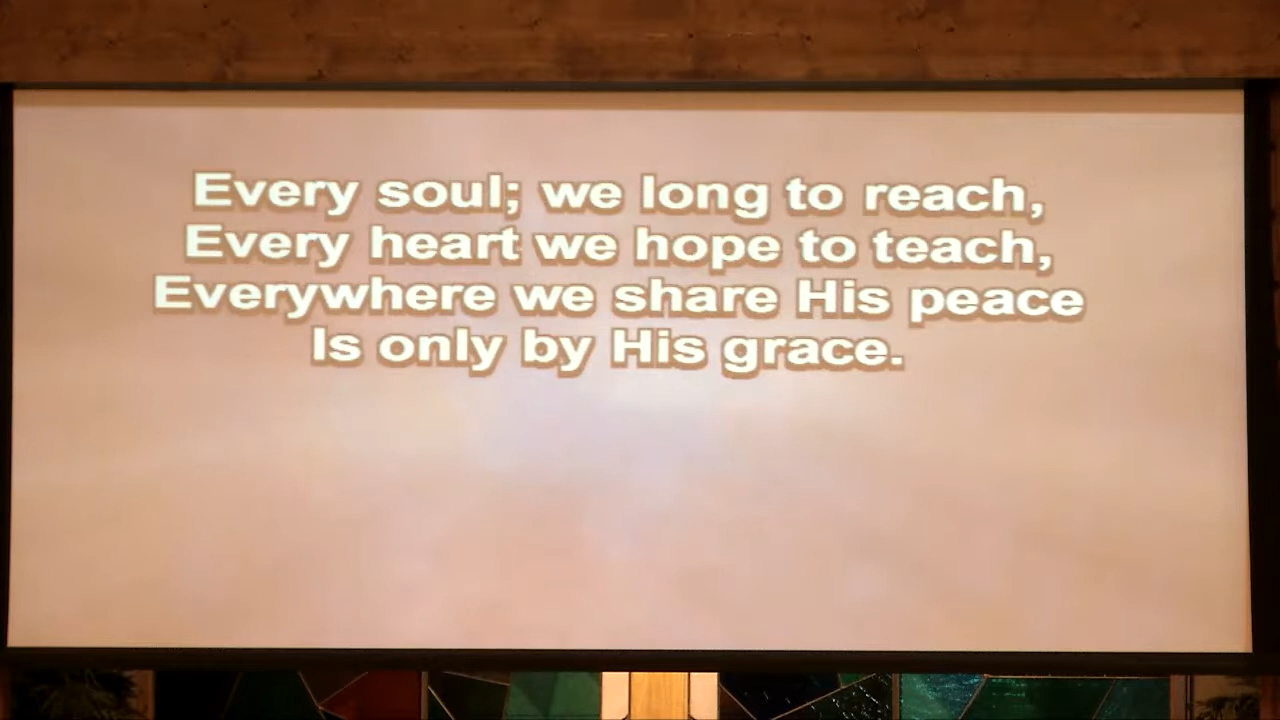 Every soul; we long to reach,
Every heart we hope to teach,
Everywhere we share His peace
Is only by His grace.